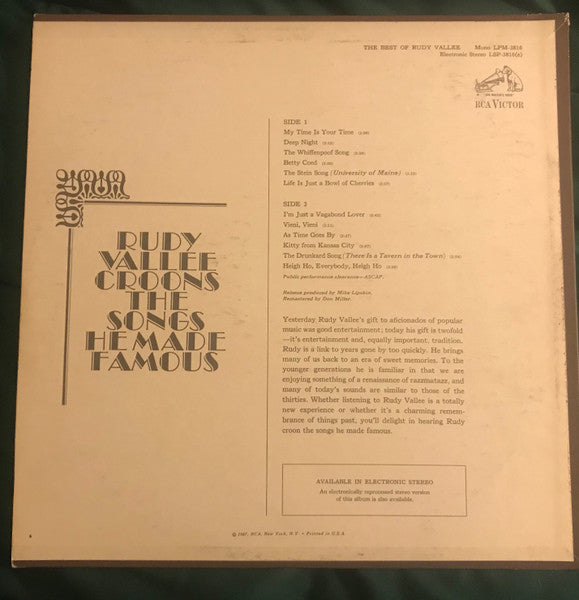 THE BEST OF RUDY VALLEE Mono LPM-3816
Electronic Stereo LSP-3816(e)
"HIS MASTER'S VOICE"
RCA VICTOR
SIDE 1
My Time Is Your Time
Deep Night
The Whiffenpoof Song
Betty Coed
The Stein Song (University of Maine)
Life Is Just a Bowl of Cherries
SIDE 2
I'm Just a Vagabond Lover
Vieni, Vieni
As Time Goes By
Kitty from Kansas City
The Drunkard Song (There Is a Tavern in the Town)
Heigh Ho, Everybody, Heigh Ho
Public performance clearance—ASCAP.
Reissue produced by Mike Lipskin.
Remastered by Don Miller.
RUDY
VALLÉE
CROONS
THE
SONGS
HE MADE
FAMOUS
Yesterday Rudy Vallee's gift to aficionados of popular
music was good entertainment; today his gift is twofold
—it's entertainment and, equally important, tradition.
Rudy is a link to years gone by too quickly. He brings
many of us back to an era of sweet memories. To the
younger generations he is familiar in that we are
enjoying something of a renaissance of razzmatazz, and
many of today's sounds are similar to those of the
thirties. Whether listening to Rudy Vallee is a totally
new experience or whether it's a charming remem-
brance of things past, you'll delight in hearing Rudy
croon the songs he made famous.
AVAILABLE IN ELECTRONIC STEREO
An electronically reprocessed stereo version
of this album is also available.
© 1967, RCA, New York, N.Y. • Printed in U.S.A.